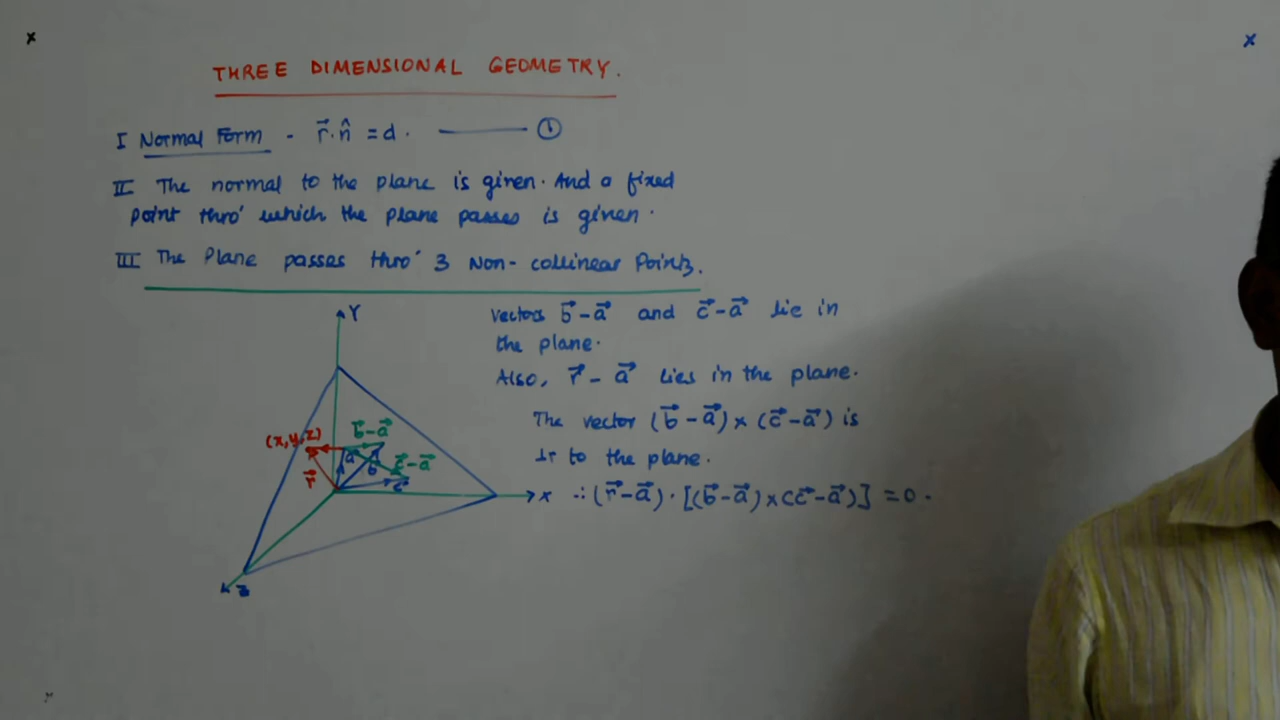 THREE DIMENSIONAL GEOMETRY.
I Normal Form - r⃗·n̂ = d. ——— ①
II The normal to the plane is given. And a fixed
point thro' which the plane passes is given.
III The Plane passes thro' 3 Non-collinear Points.
Y
(x,y,z)
b⃗-a⃗
a⃗
b⃗
c⃗-a⃗
r⃗
c⃗
X
Z
Vectors b⃗-a⃗ and c⃗-a⃗ lie in
the plane.
Also, r⃗-a⃗ lies in the plane.
The vector (b⃗-a⃗)×(c⃗-a⃗) is
⊥r to the plane.
∴(r⃗-a⃗)·[(b⃗-a⃗)×(c⃗-a⃗)] = 0.